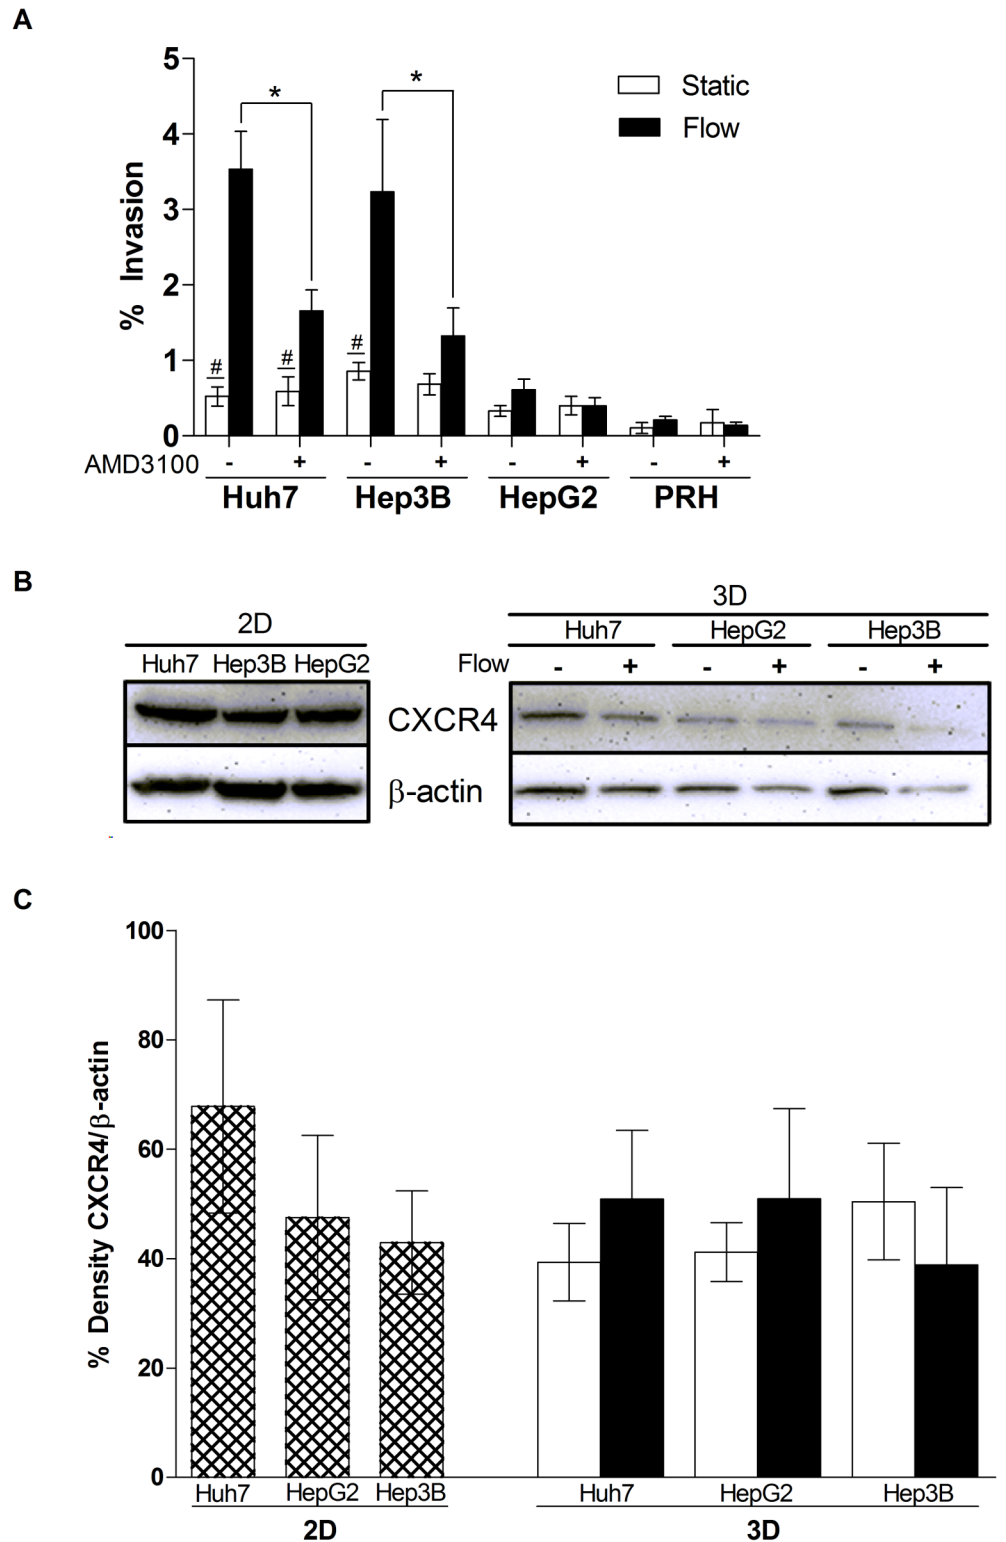 A
5
4
3
2
1
0
% Invasion
* *
# # #
Static
Flow
AMD3100 - + - + - + - +
Huh7 Hep3B HepG2 PRH
B
2D
Huh7 Hep3B HepG2
3D
Huh7 HepG2 Hep3B
Flow - + - + - +
CXCR4
β-actin
C
100
80
60
40
20
0
% Density CXCR4/β-actin
Huh7 HepG2 Hep3B Huh7 HepG2 Hep3B
2D 3D